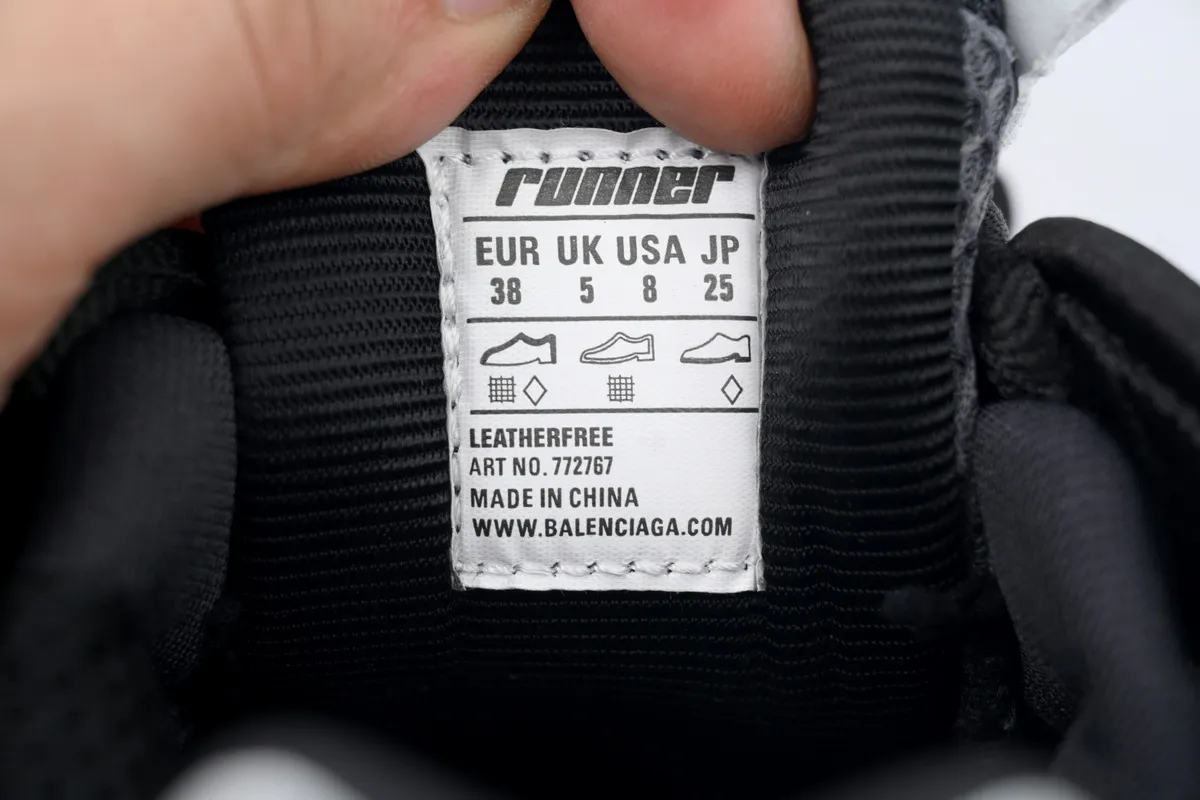 runner
EUR UK USA JP
38 5 8 25
LEATHERFREE
ART NO. 772767
MADE IN CHINA
WWW.BALENCIAGA.COM